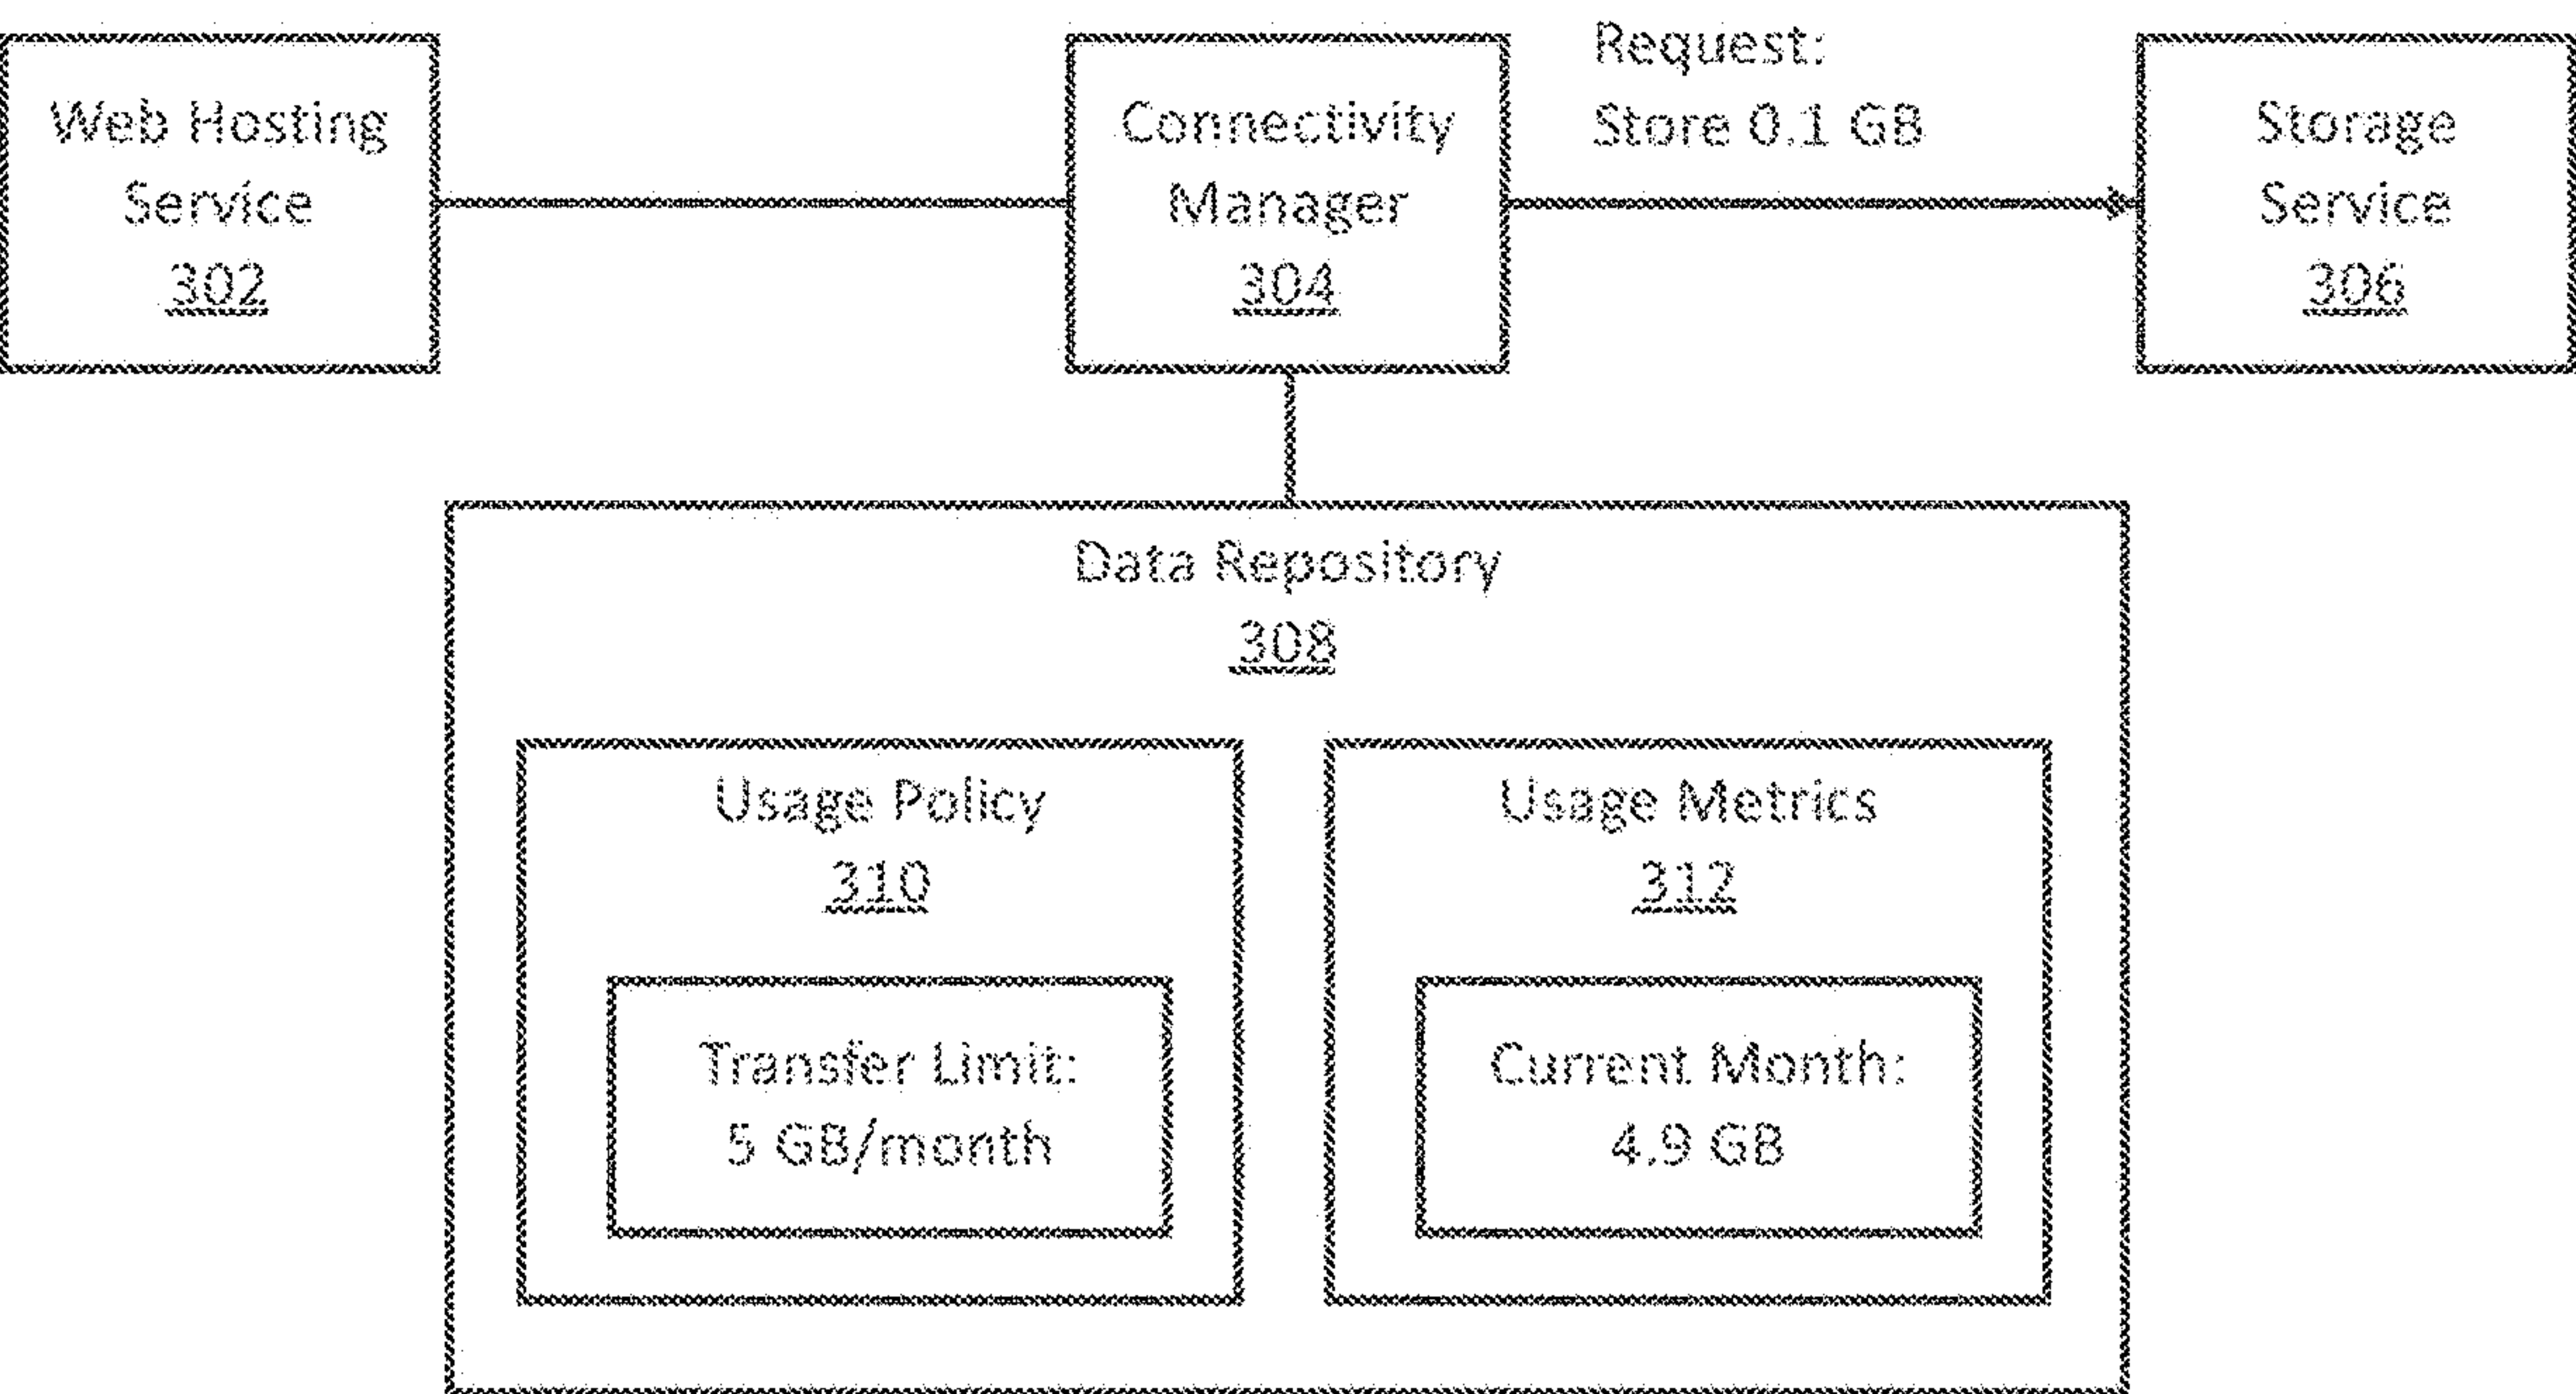 Web Hosting
Service
302
Connectivity
Manager
304
Request:
Store 0.1 GB
Storage
Service
306
Data Repository
308
Usage Policy
310
Transfer Limit:
5 GB/month
Usage Metrics
312
Current Month:
4.9 GB